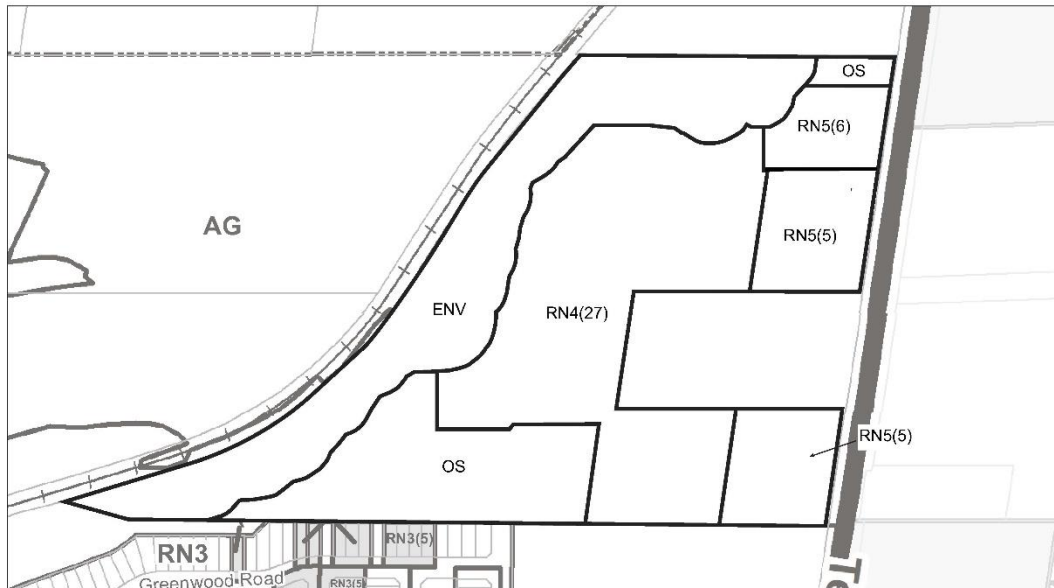 OS
RN5(6)
AG
RN5(5)
ENV
RN4(27)
RN5(5)
OS
RN3(5)
RN3
Greenwood Road
RN3(5)
Te